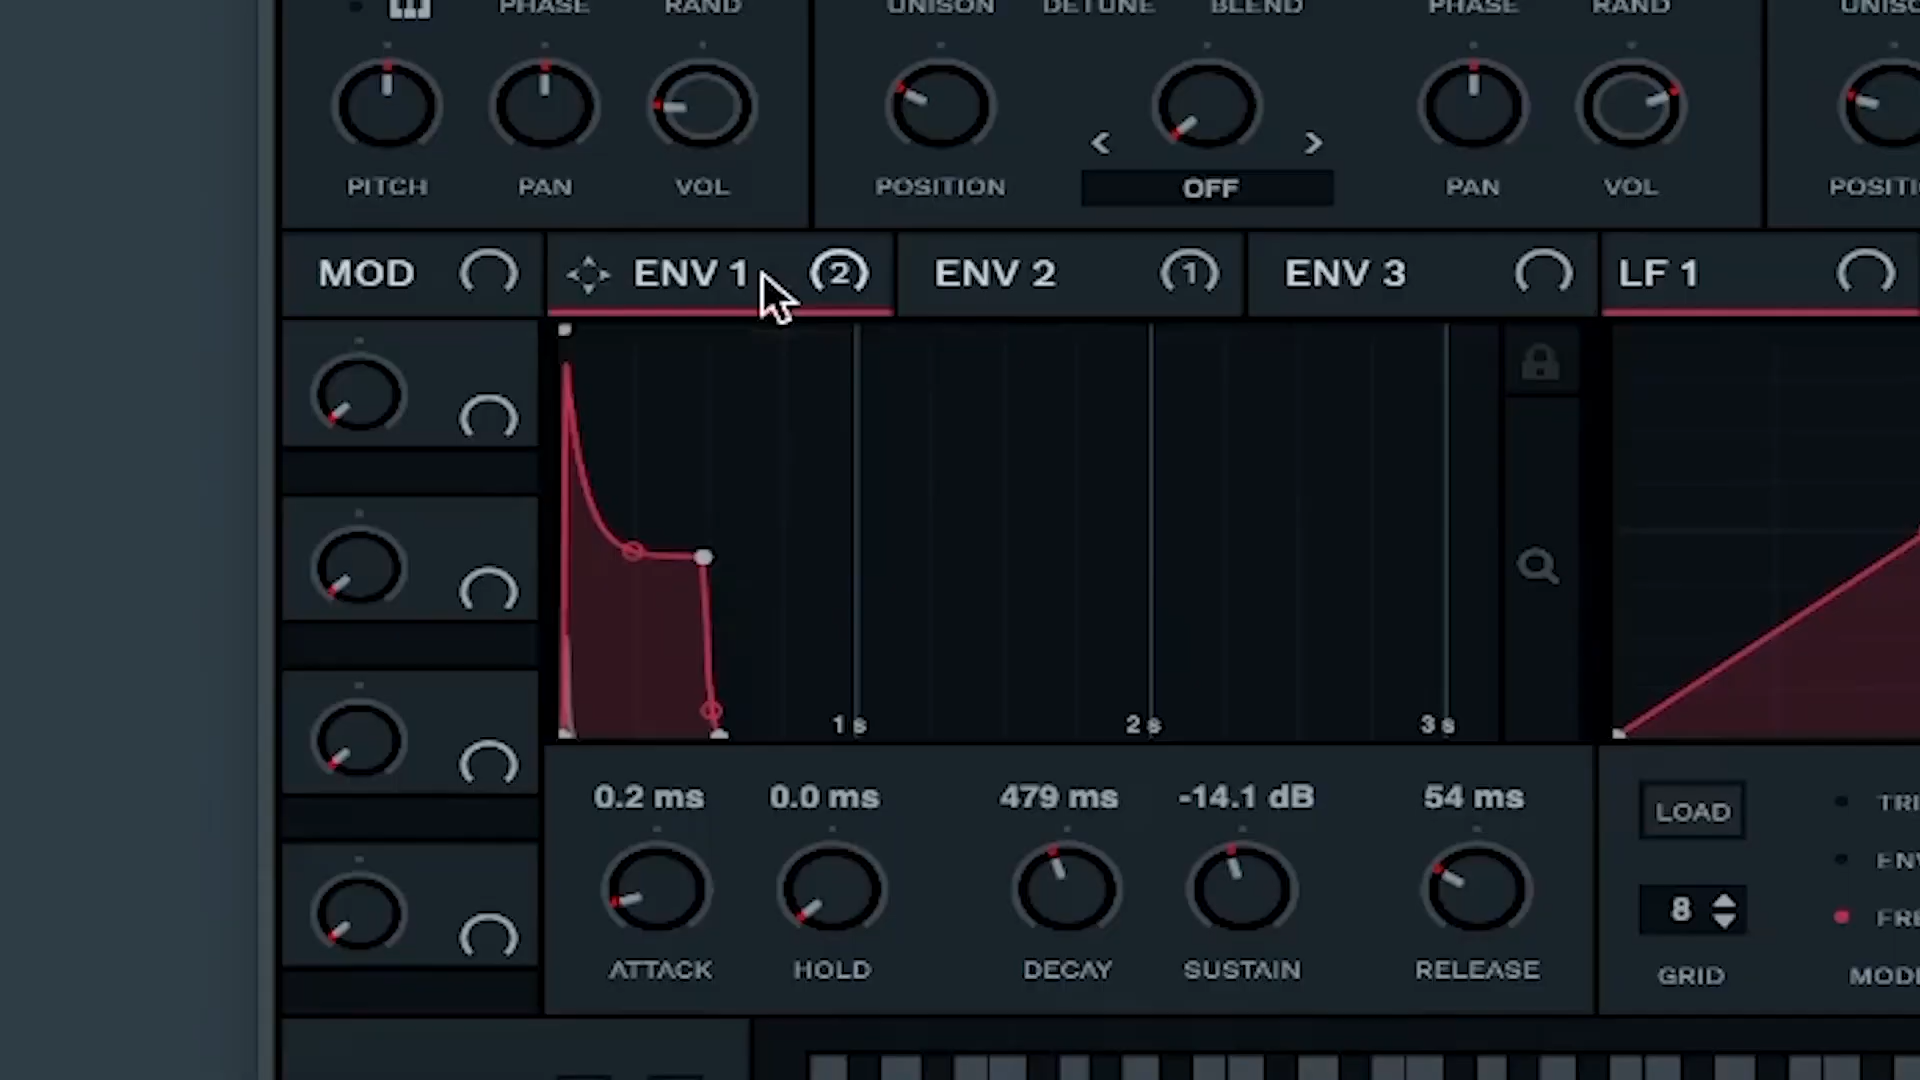 PHASE RAND UNISON DETUNE BLEND PHASE RAND
PITCH PAN VOL POSITION OFF PAN VOL
MOD ENV 1 2 ENV 2 1 ENV 3 LF 1
1 s 2 s 3 s
0.2 ms 0.0 ms 479 ms -14.1 dB 54 ms
LOAD
8
ATTACK HOLD DECAY SUSTAIN RELEASE
GRID